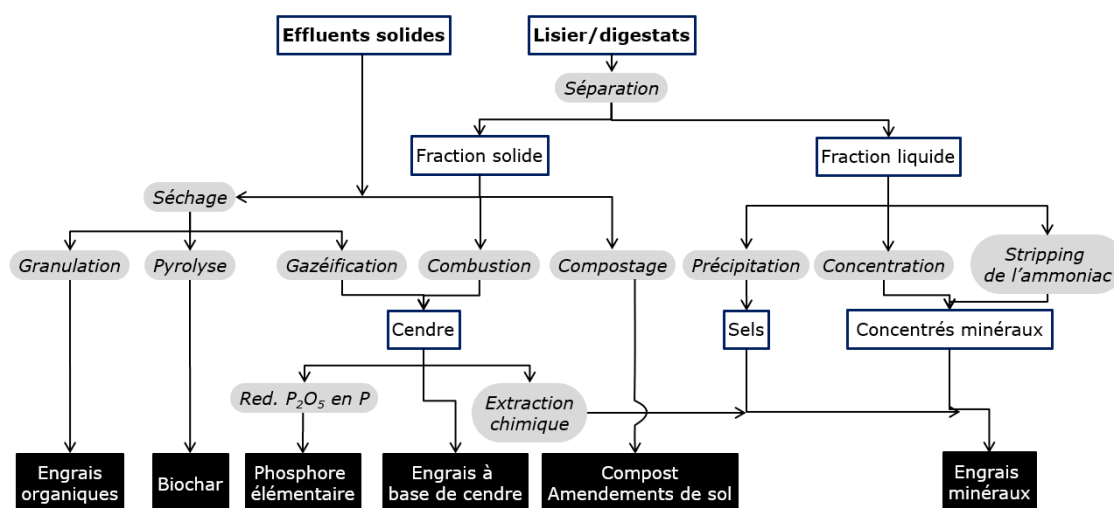 Effluents solides
Lisier/digestats
Séparation
Fraction solide
Fraction liquide
Séchage
Granulation
Pyrolyse
Gazéification
Combustion
Compostage
Précipitation
Concentration
Stripping
de l'ammoniac
Cendre
Sels
Concentrés minéraux
Red. P₂O₅ en P
Extraction
chimique
Engrais
organiques
Biochar
Phosphore
élémentaire
Engrais à
base de cendre
Compost
Amendements de sol
Engrais
minéraux